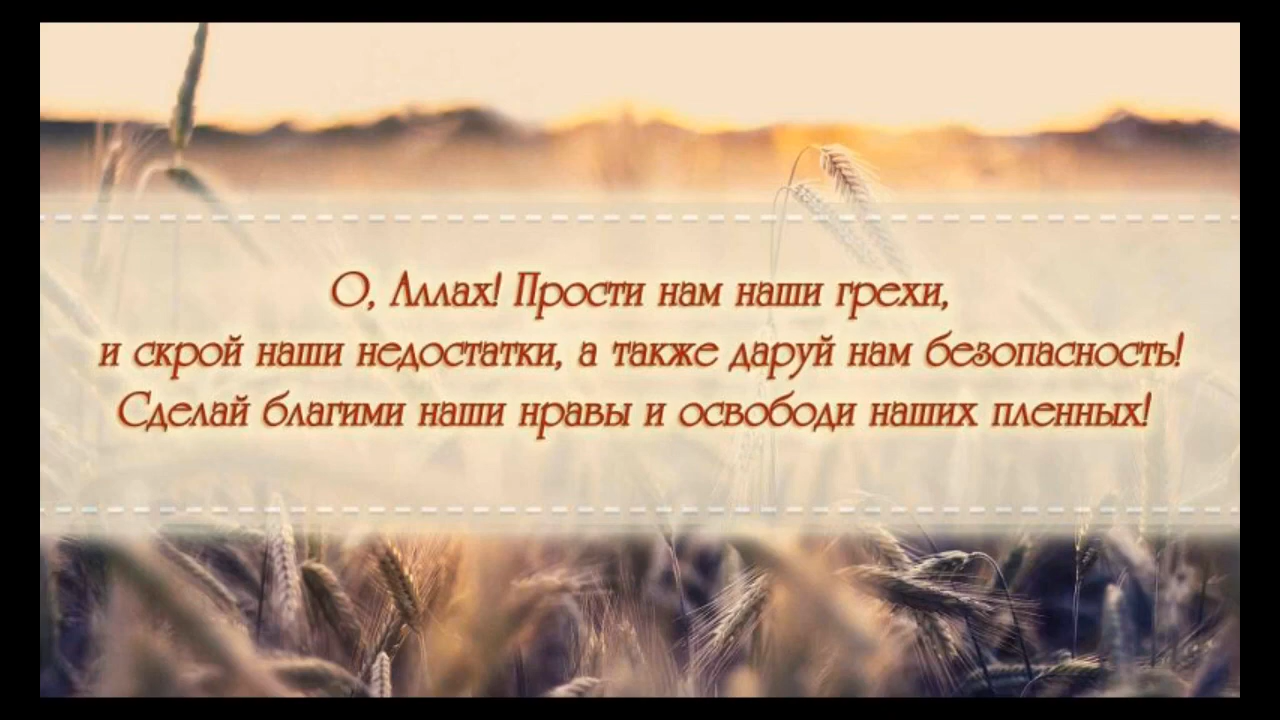 О, Аллах! Прости нам наши грехи,
и скрой наши недостатки, а также даруй нам безопасность!
Сделай благими наши нравы и освободи наших пленных!